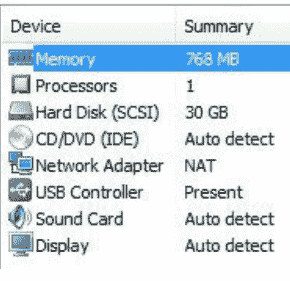 Device Summary
Memory 768 MB
Processors 1
Hard Disk (SCSI) 30 GB
CD/DVD (IDE) Auto detect
Network Adapter NAT
USB Controller Present
Sound Card Auto detect
Display Auto detect